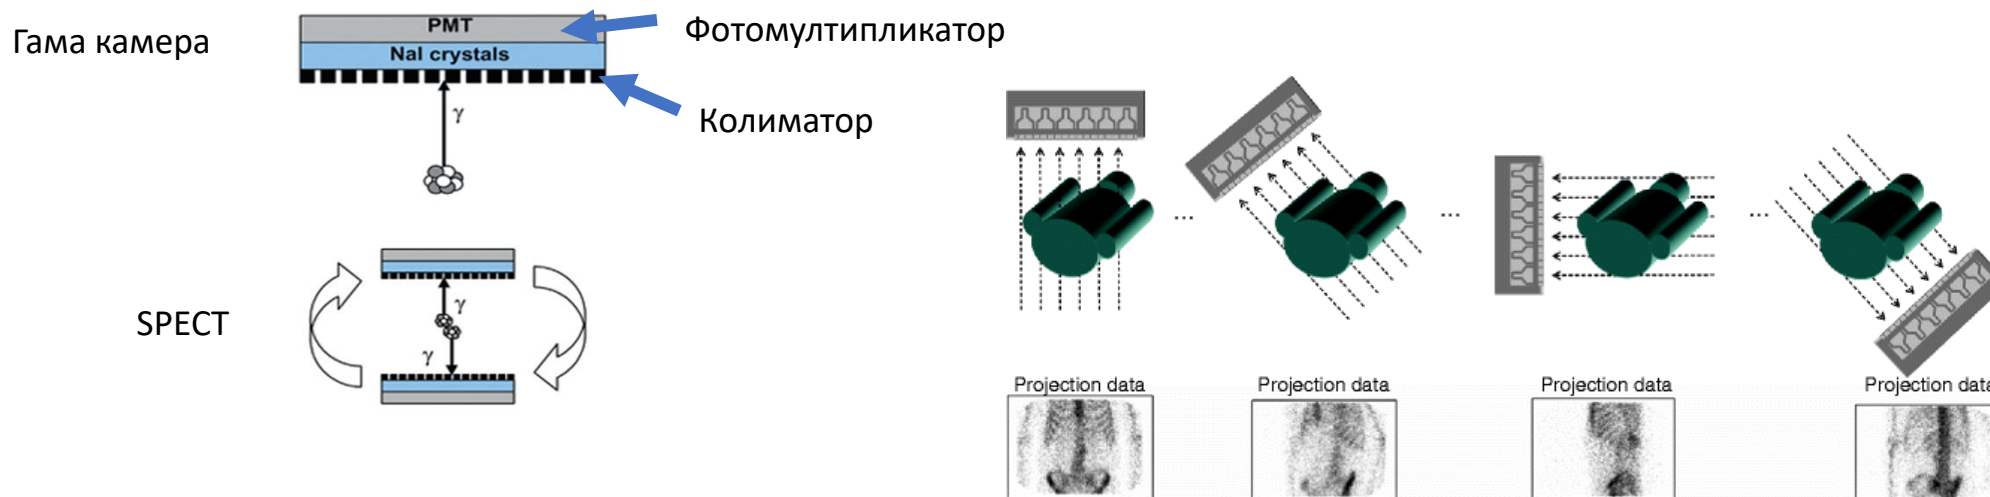 Гама камера
PMT
NaI crystals
Фотомултипликатор
Колиматор
γ
SPECT
γ
γ
...
...
...
Projection data
Projection data
Projection data
Projection data